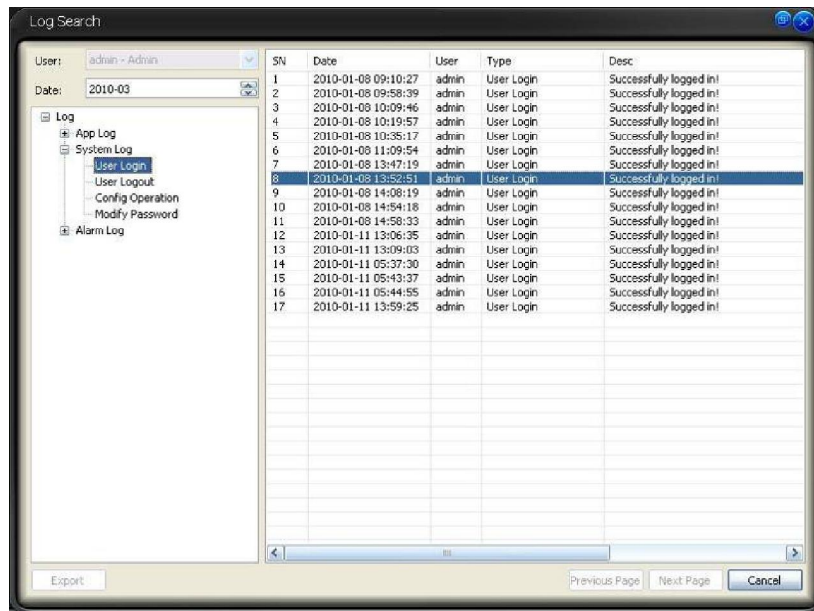 Log Search
User: admin - Admin
Date: 2010-03
Log
App Log
System Log
User Login
User Logout
Config Operation
Modify Password
Alarm Log
SN Date User Type Desc
1 2010-01-08 09:10:27 admin User Login Successfully logged in!
2 2010-01-08 09:58:39 admin User Login Successfully logged in!
3 2010-01-08 10:09:46 admin User Login Successfully logged in!
4 2010-01-08 10:19:57 admin User Login Successfully logged in!
5 2010-01-08 10:35:17 admin User Login Successfully logged in!
6 2010-01-08 11:09:54 admin User Login Successfully logged in!
7 2010-01-08 13:47:19 admin User Login Successfully logged in!
8 2010-01-08 13:52:51 admin User Login Successfully logged in!
9 2010-01-08 14:08:19 admin User Login Successfully logged in!
10 2010-01-08 14:54:18 admin User Login Successfully logged in!
11 2010-01-08 14:58:33 admin User Login Successfully logged in!
12 2010-01-11 13:06:35 admin User Login Successfully logged in!
13 2010-01-11 13:09:03 admin User Login Successfully logged in!
14 2010-01-11 05:37:30 admin User Login Successfully logged in!
15 2010-01-11 05:43:37 admin User Login Successfully logged in!
16 2010-01-11 05:44:55 admin User Login Successfully logged in!
17 2010-01-11 13:59:25 admin User Login Successfully logged in!
Export Previous Page Next Page Cancel